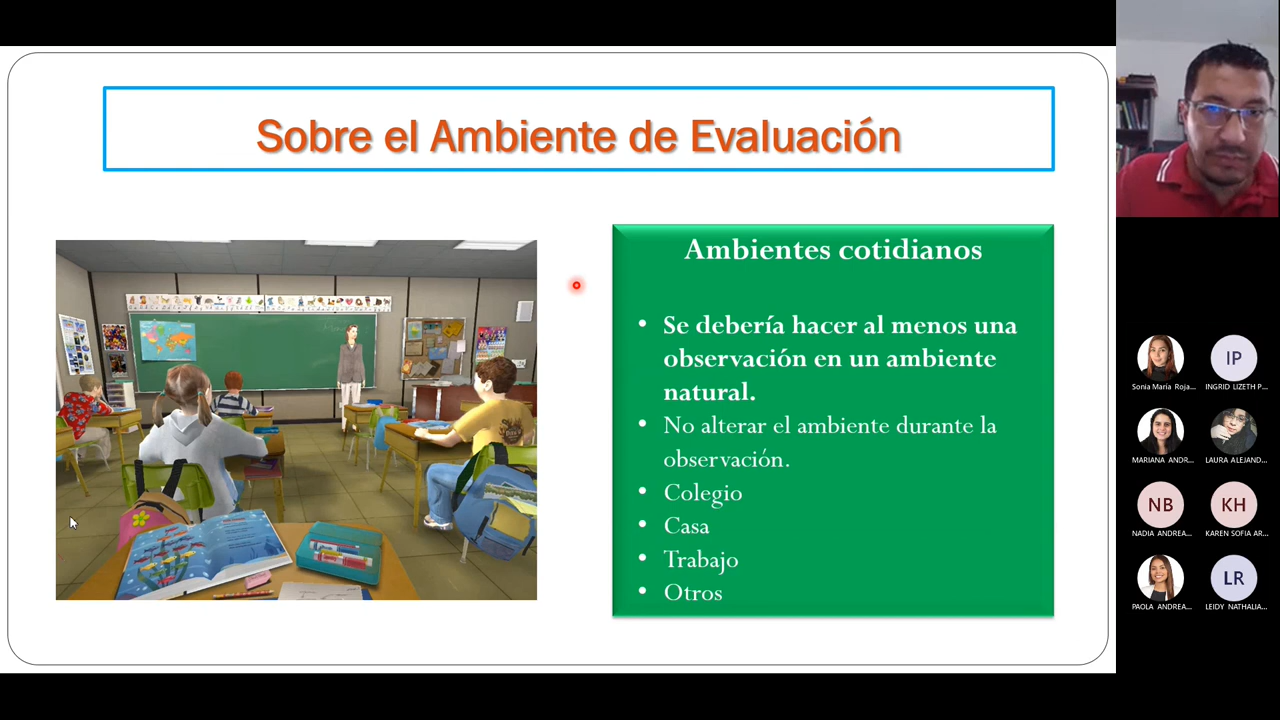 Sobre el Ambiente de Evaluación
Ambientes cotidianos
• Se debería hacer al menos una
observación en un ambiente
natural.
• No alterar el ambiente durante la
observación.
• Colegio
• Casa
• Trabajo
• Otros
Sonia María Roja...
IP
INGRID LIZETH P...
MARIANA ANDR...
LAURA ALEJAND...
NB
NADIA ANDREA...
KH
KAREN SOFIA AR...
PAOLA ANDREA...
LR
LEIDY NATHALIA...